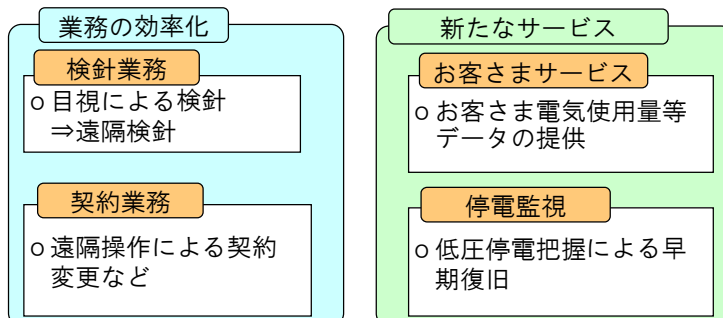 業務の効率化
検針業務
o 目視による検針
⇒遠隔検針
契約業務
o 遠隔操作による契約
変更など
新たなサービス
お客さまサービス
o お客さま電気使用量等
データの提供
停電監視
o 低圧停電把握による早
期復旧